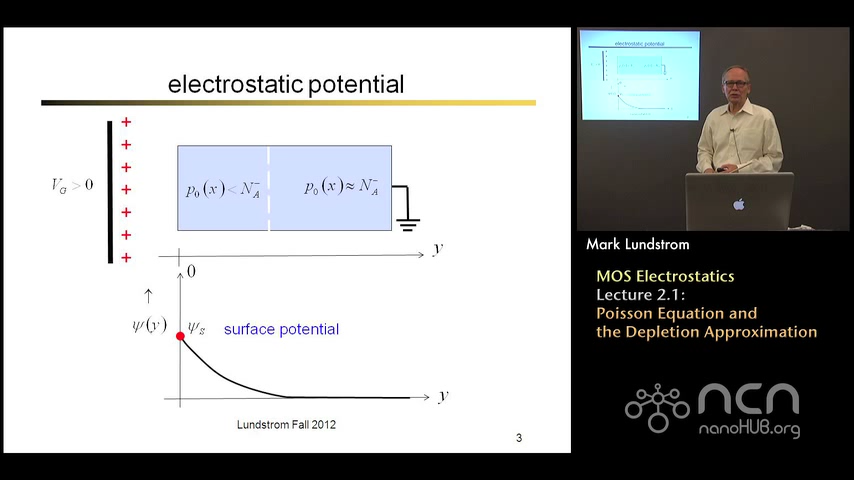 electrostatic potential
+
+
+
+
+
+
+
V_G > 0
p_0(x) < N_A^-
p_0(x) ≈ N_A^-
y
0
↑
ψ(y)
ψ_S
surface potential
y
Lundstrom Fall 2012
3
electrostatic potential
Mark Lundstrom
MOS Electrostatics
Lecture 2.1:
Poisson Equation and
the Depletion Approximation
ncn
nanoHUB.org